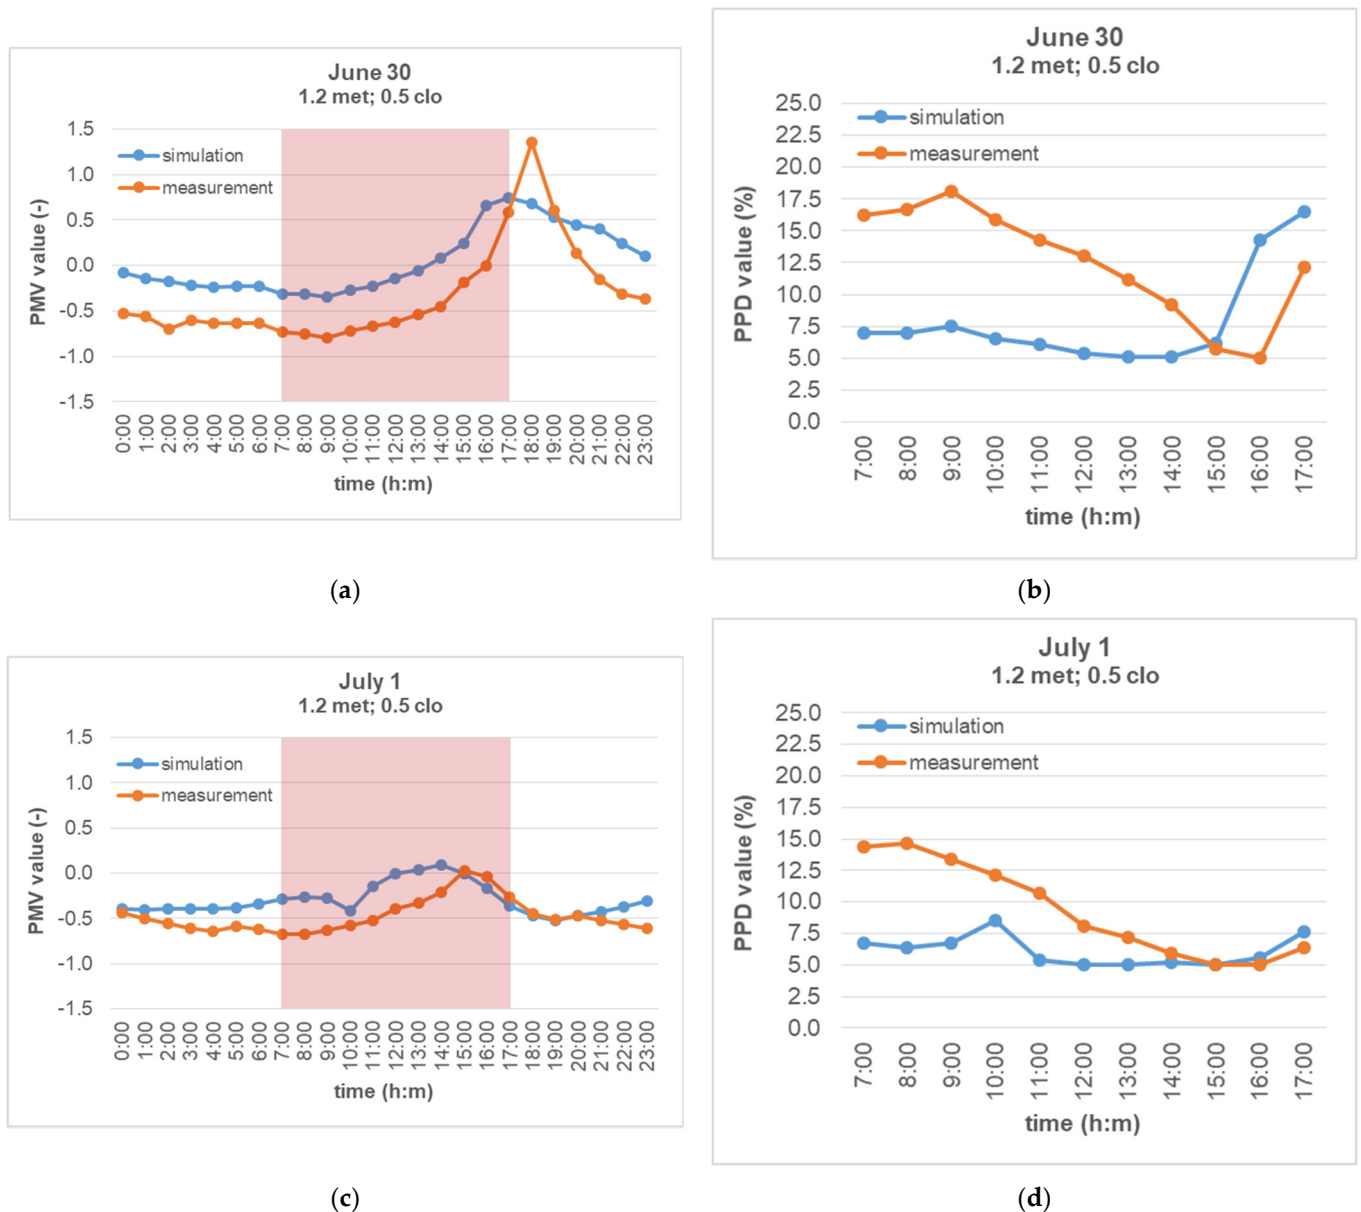 June 30
1.2 met; 0.5 clo
PMV value (-)
1.5
1.0
0.5
0.0
-0.5
-1.0
-1.5
simulation
measurement
0:00 1:00 2:00 3:00 4:00 5:00 6:00 7:00 8:00 9:00 10:00 11:00 12:00 13:00 14:00 15:00 16:00 17:00 18:00 19:00 20:00 21:00 22:00 23:00
time (h:m)
(a)
June 30
1.2 met; 0.5 clo
PPD value (%)
25.0
22.5
20.0
17.5
15.0
12.5
10.0
7.5
5.0
2.5
0.0
simulation
measurement
7:00 8:00 9:00 10:00 11:00 12:00 13:00 14:00 15:00 16:00 17:00
time (h:m)
(b)
July 1
1.2 met; 0.5 clo
PMV value (-)
1.5
1.0
0.5
0.0
-0.5
-1.0
-1.5
simulation
measurement
0:00 1:00 2:00 3:00 4:00 5:00 6:00 7:00 8:00 9:00 10:00 11:00 12:00 13:00 14:00 15:00 16:00 17:00 18:00 19:00 20:00 21:00 22:00 23:00
time (h:m)
(c)
July 1
1.2 met; 0.5 clo
PPD value (%)
25.0
22.5
20.0
17.5
15.0
12.5
10.0
7.5
5.0
2.5
0.0
simulation
measurement
7:00 8:00 9:00 10:00 11:00 12:00 13:00 14:00 15:00 16:00 17:00
time (h:m)
(d)